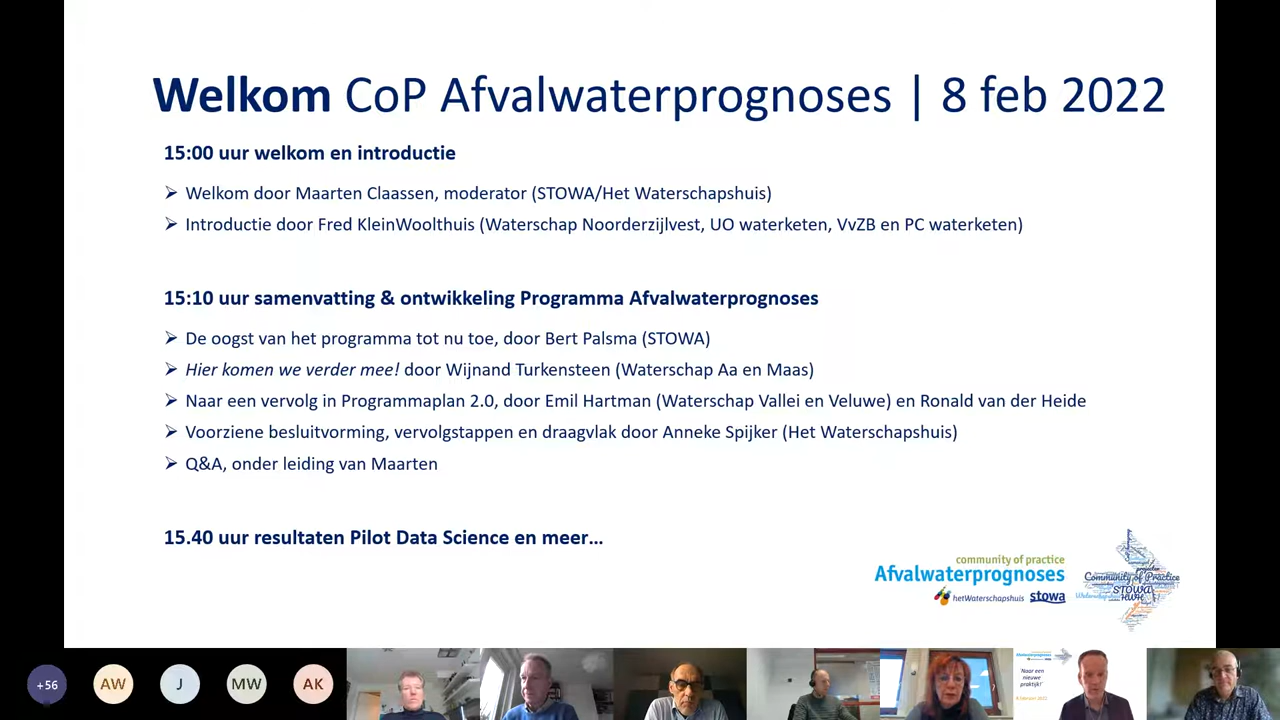 Welkom CoP Afvalwaterprognoses | 8 feb 2022
15:00 uur welkom en introductie
Welkom door Maarten Claassen, moderator (STOWA/Het Waterschapshuis)
Introductie door Fred KleinWoolthuis (Waterschap Noorderzijlvest, UO waterketen, VvZB en PC waterketen)
15:10 uur samenvatting & ontwikkeling Programma Afvalwaterprognoses
De oogst van het programma tot nu toe, door Bert Palsma (STOWA)
Hier komen we verder mee! door Wijnand Turkensteen (Waterschap Aa en Maas)
Naar een vervolg in Programmaplan 2.0, door Emil Hartman (Waterschap Vallei en Veluwe) en Ronald van der Heide
Voorziene besluitvorming, vervolgstappen en draagvlak door Anneke Spijker (Het Waterschapshuis)
Q&A, onder leiding van Maarten
15.40 uur resultaten Pilot Data Science en meer...
community of practice
Afvalwaterprognoses
hetWaterschapshuis stowa
Community of Practice
STOWA
HWH
+56 AW J MW AK
Naar een
nieuwe
praktijk!